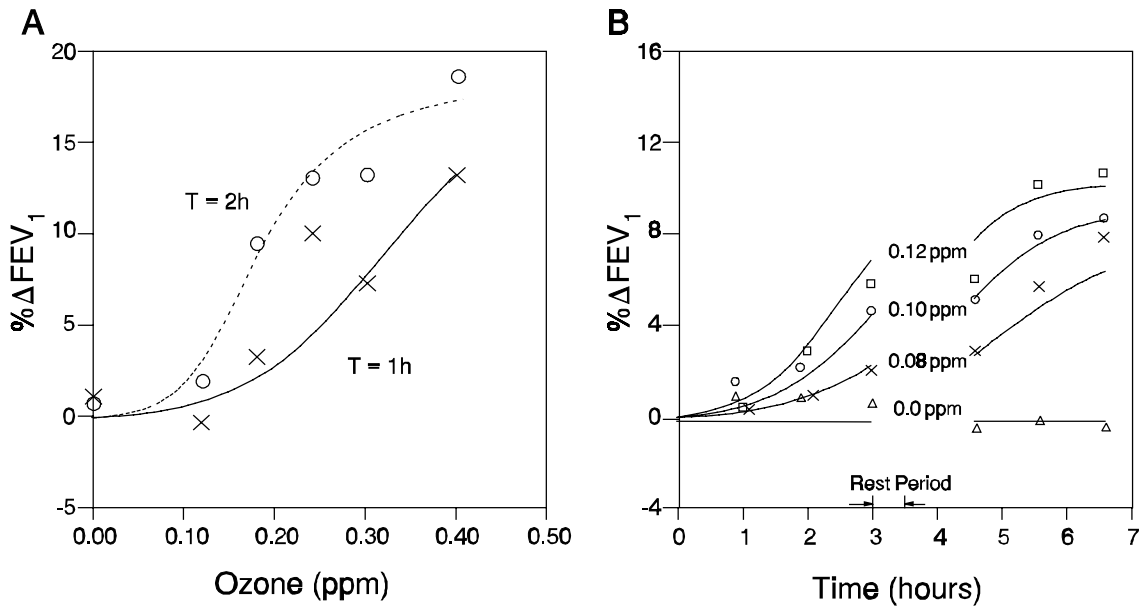 A
20
15
10
5
0
-5
%ΔFEV1
T = 2h
T = 1h
0.00 0.10 0.20 0.30 0.40 0.50
Ozone (ppm)
B
16
12
8
4
0
-4
%ΔFEV1
0.12 ppm
0.10 ppm
0.08 ppm
0.0 ppm
Rest Period
0 1 2 3 4 5 6 7
Time (hours)